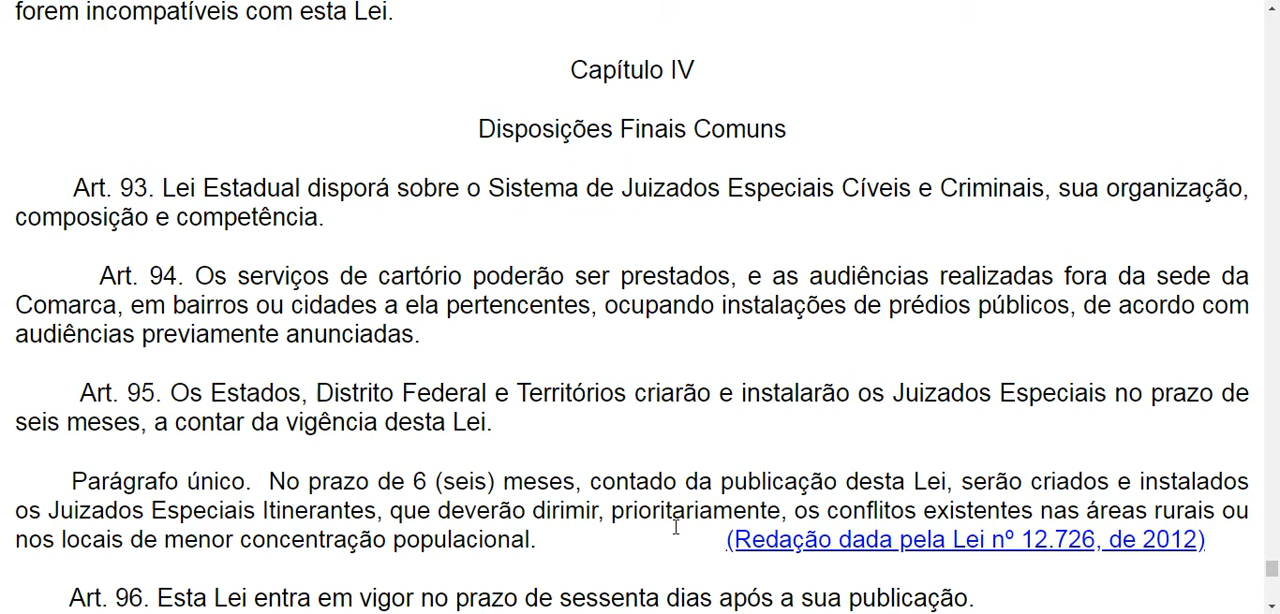 forem incompatíveis com esta Lei.
Capítulo IV
Disposições Finais Comuns
Art. 93. Lei Estadual disporá sobre o Sistema de Juizados Especiais Cíveis e Criminais, sua organização,
composição e competência.
Art. 94. Os serviços de cartório poderão ser prestados, e as audiências realizadas fora da sede da
Comarca, em bairros ou cidades a ela pertencentes, ocupando instalações de prédios públicos, de acordo com
audiências previamente anunciadas.
Art. 95. Os Estados, Distrito Federal e Territórios criarão e instalarão os Juizados Especiais no prazo de
seis meses, a contar da vigência desta Lei.
Parágrafo único. No prazo de 6 (seis) meses, contado da publicação desta Lei, serão criados e instalados
os Juizados Especiais Itinerantes, que deverão dirimir, prioritariamente, os conflitos existentes nas áreas rurais ou
nos locais de menor concentração populacional. (Redação dada pela Lei nº 12.726, de 2012)
Art. 96. Esta Lei entra em vigor no prazo de sessenta dias após a sua publicação.